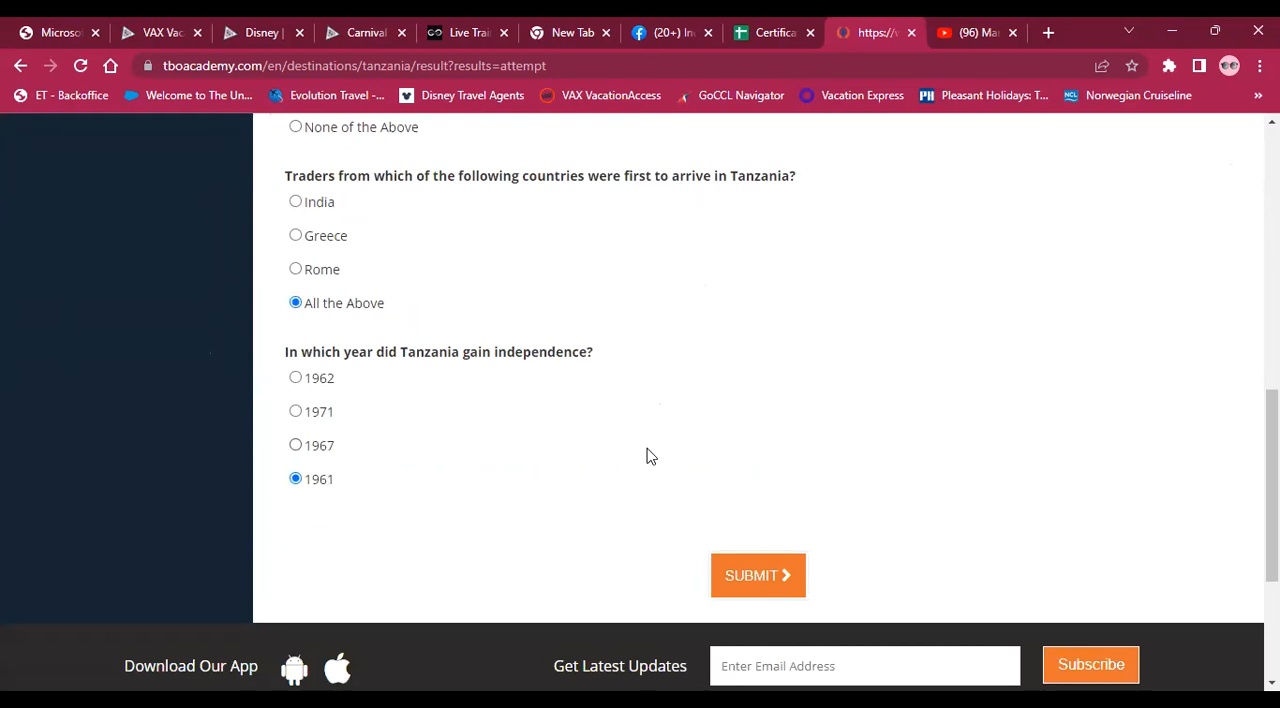 Microso
VAX Vac
Disney |
Carnival
Live Trai
New Tab
(20+) In
Certifica
https://v
(96) Ma
tboacademy.com/en/destinations/tanzania/result?results=attempt
ET - Backoffice
Welcome to The Un...
Evolution Travel -...
Disney Travel Agents
VAX VacationAccess
GoCCL Navigator
Vacation Express
Pleasant Holidays: T...
Norwegian Cruiseline
»
None of the Above
Traders from which of the following countries were first to arrive in Tanzania?
India
Greece
Rome
All the Above
In which year did Tanzania gain independence?
1962
1971
1967
1961
SUBMIT
Download Our App
Get Latest Updates
Enter Email Address
Subscribe